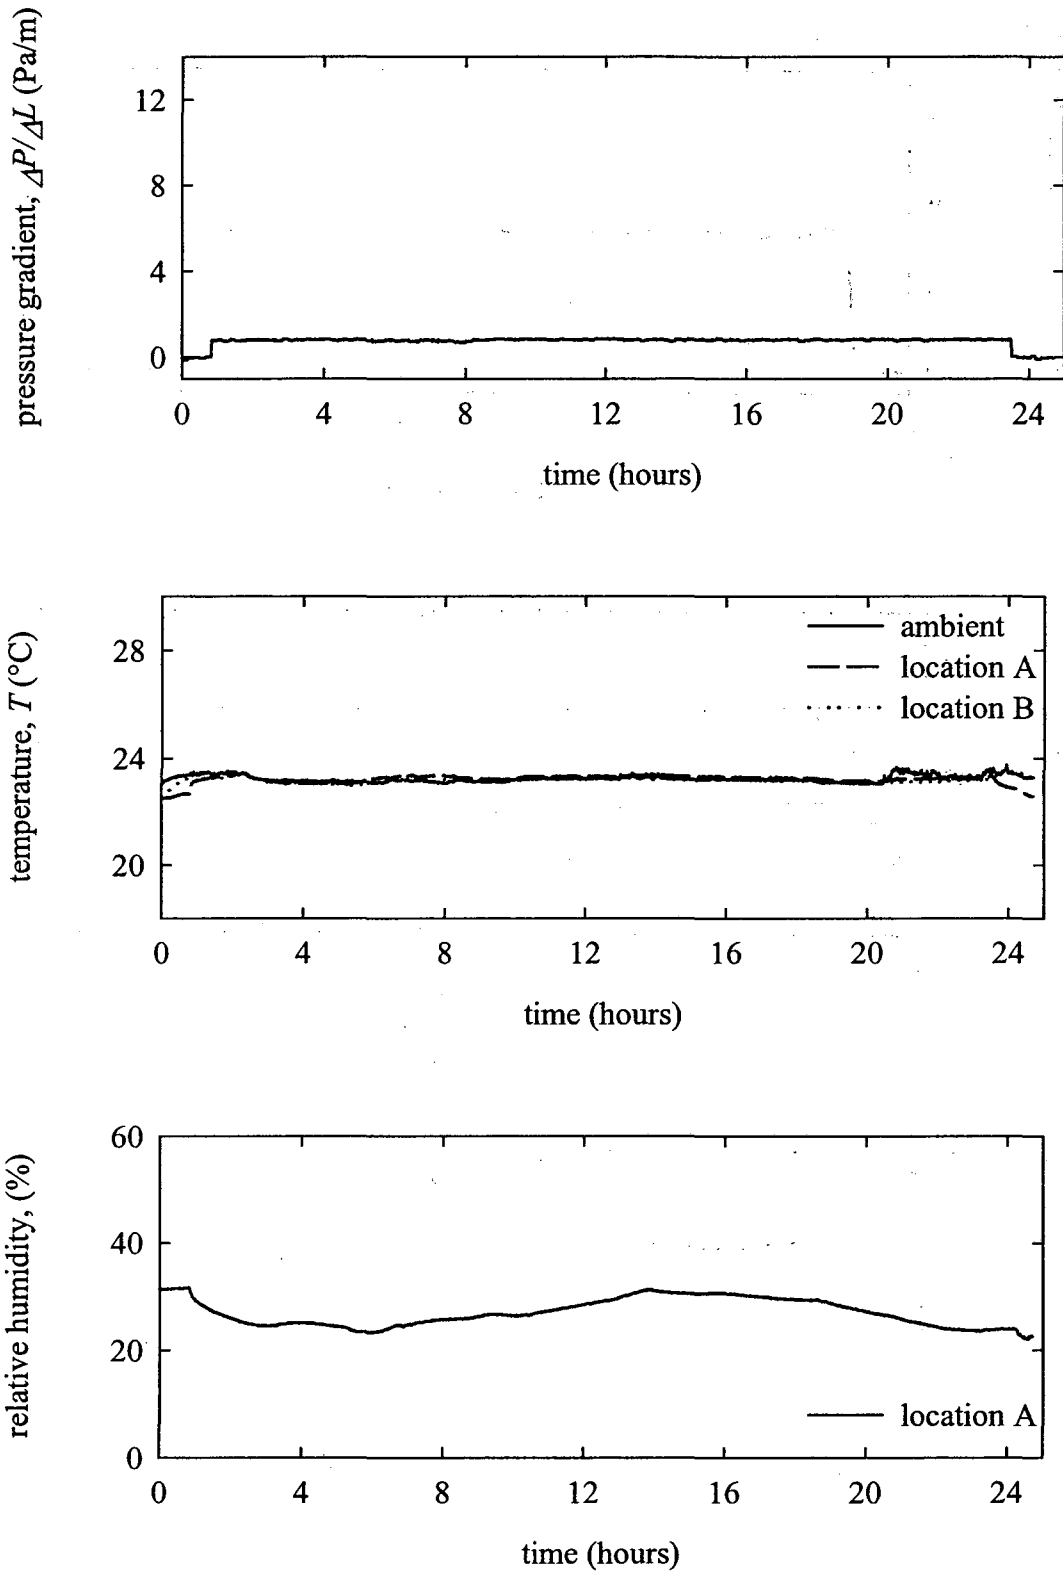 pressure gradient, ΔP/ΔL (Pa/m)
12
8
4
0
0 4 8 12 16 20 24
time (hours)
temperature, T (°C)
28
24
20
ambient
location A
location B
0 4 8 12 16 20 24
time (hours)
relative humidity, (%)
60
40
20
0
location A
0 4 8 12 16 20 24
time (hours)